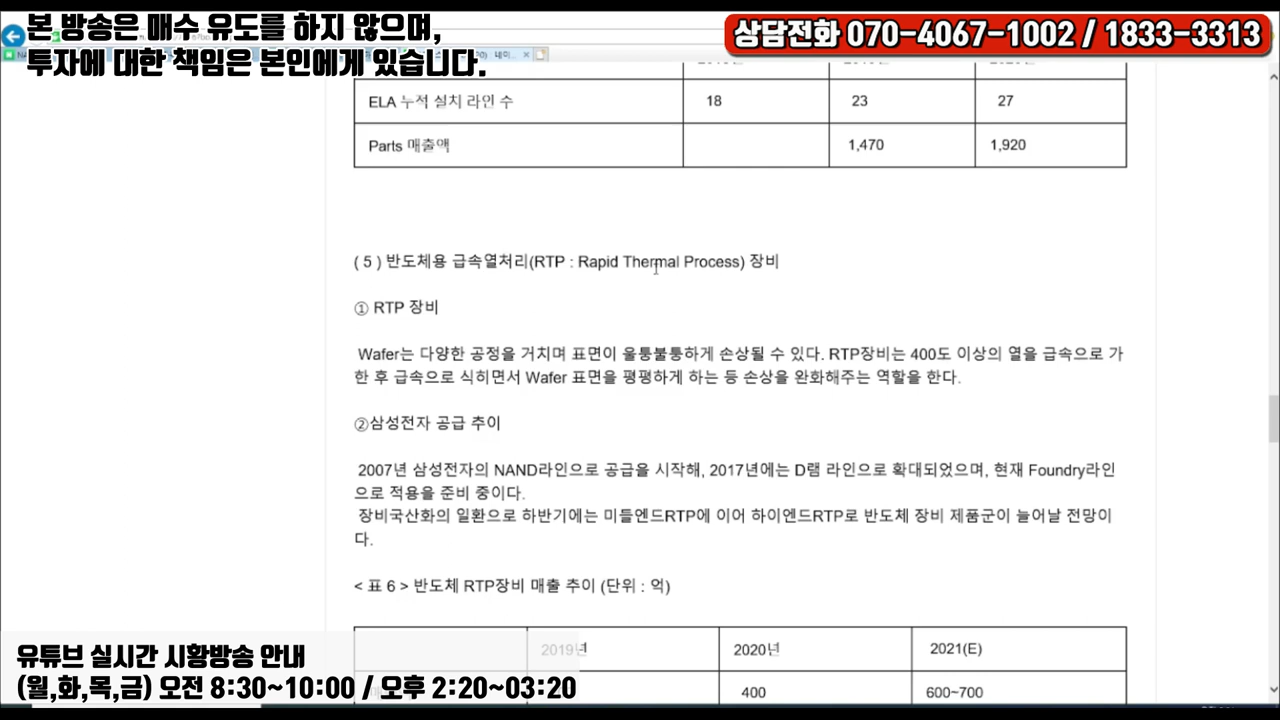 본 방송은 매수 유도를 하지 않으며,
투자에 대한 책임은 본인에게 있습니다.
상담전화 070-4067-1002 / 1833-3313
ELA 누적 설치 라인 수 18 23 27
Parts 매출액 1,470 1,920
( 5 ) 반도체용 급속열처리(RTP : Rapid Thermal Process) 장비
① RTP 장비
Wafer는 다양한 공정을 거치며 표면이 울퉁불퉁하게 손상될 수 있다. RTP장비는 400도 이상의 열을 급속으로 가
한 후 급속으로 식히면서 Wafer 표면을 평평하게 하는 등 손상을 완화해주는 역할을 한다.
②삼성전자 공급 추이
2007년 삼성전자의 NAND라인으로 공급을 시작해, 2017년에는 D램 라인으로 확대되었으며, 현재 Foundry라인
으로 적용을 준비 중이다.
장비국산화의 일환으로 하반기에는 미들엔드RTP에 이어 하이엔드RTP로 반도체 장비 제품군이 늘어날 전망이
다.
< 표 6 > 반도체 RTP장비 매출 추이 (단위 : 억)
2019년 2020년 2021(E)
400 600~700
유튜브 실시간 시황방송 안내
(월,화,목,금) 오전 8:30~10:00 / 오후 2:20~03:20